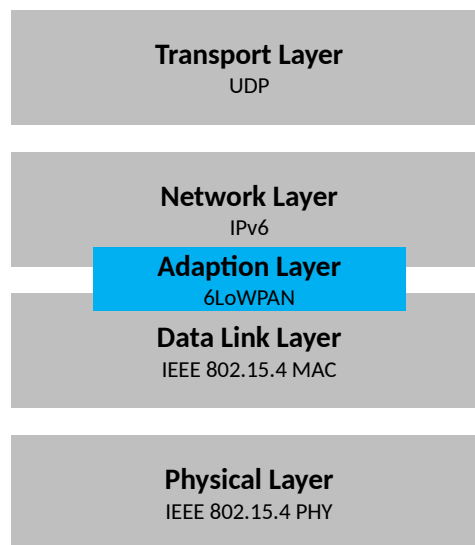 Transport Layer
UDP
Network Layer
IPv6
Adaption Layer
6LoWPAN
Data Link Layer
IEEE 802.15.4 MAC
Physical Layer
IEEE 802.15.4 PHY